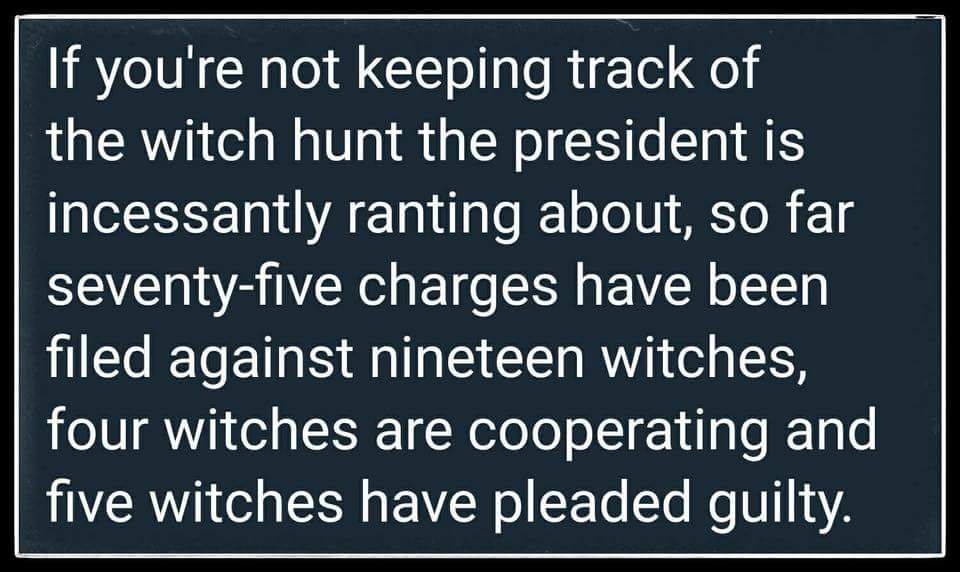 If you're not keeping track of
the witch hunt the president is
incessantly ranting about, so far
seventy-five charges have been
filed against nineteen witches,
four witches are cooperating and
five witches have pleaded guilty.